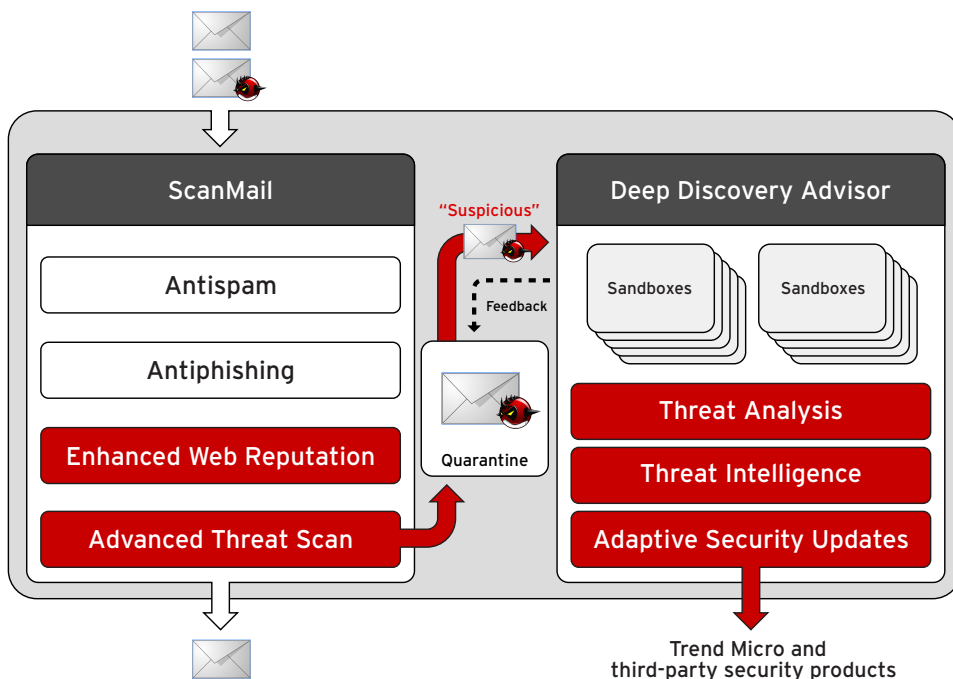 ScanMail
Antispam
Antiphishing
Enhanced Web Reputation
Advanced Threat Scan
“Suspicious”
Feedback
Quarantine
Deep Discovery Advisor
Sandboxes
Sandboxes
Threat Analysis
Threat Intelligence
Adaptive Security Updates
Trend Micro and
third-party security products